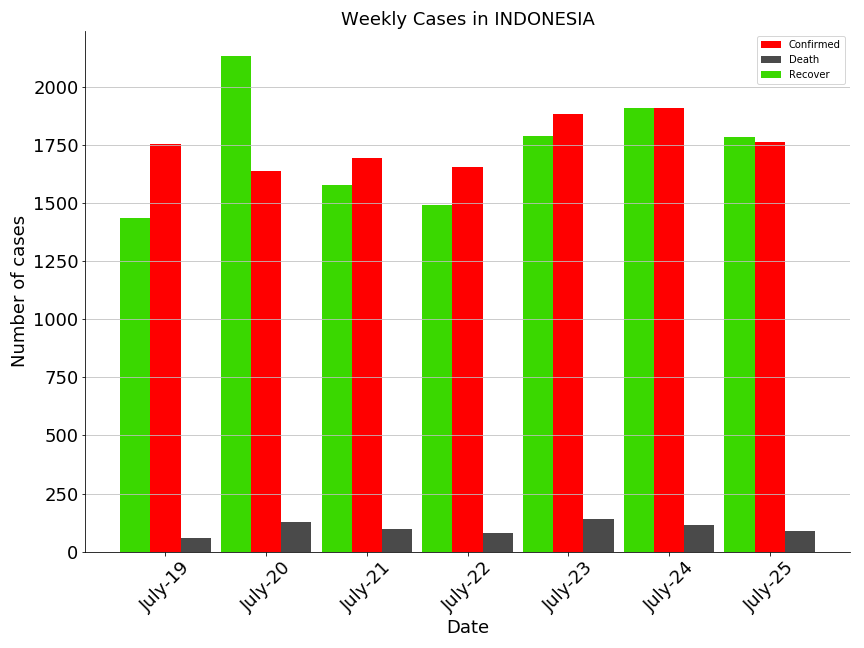 Weekly Cases in INDONESIA
Confirmed
Death
Recover
Number of cases
2000
1750
1500
1250
1000
750
500
250
0
July-19
July-20
July-21
July-22
July-23
July-24
July-25
Date